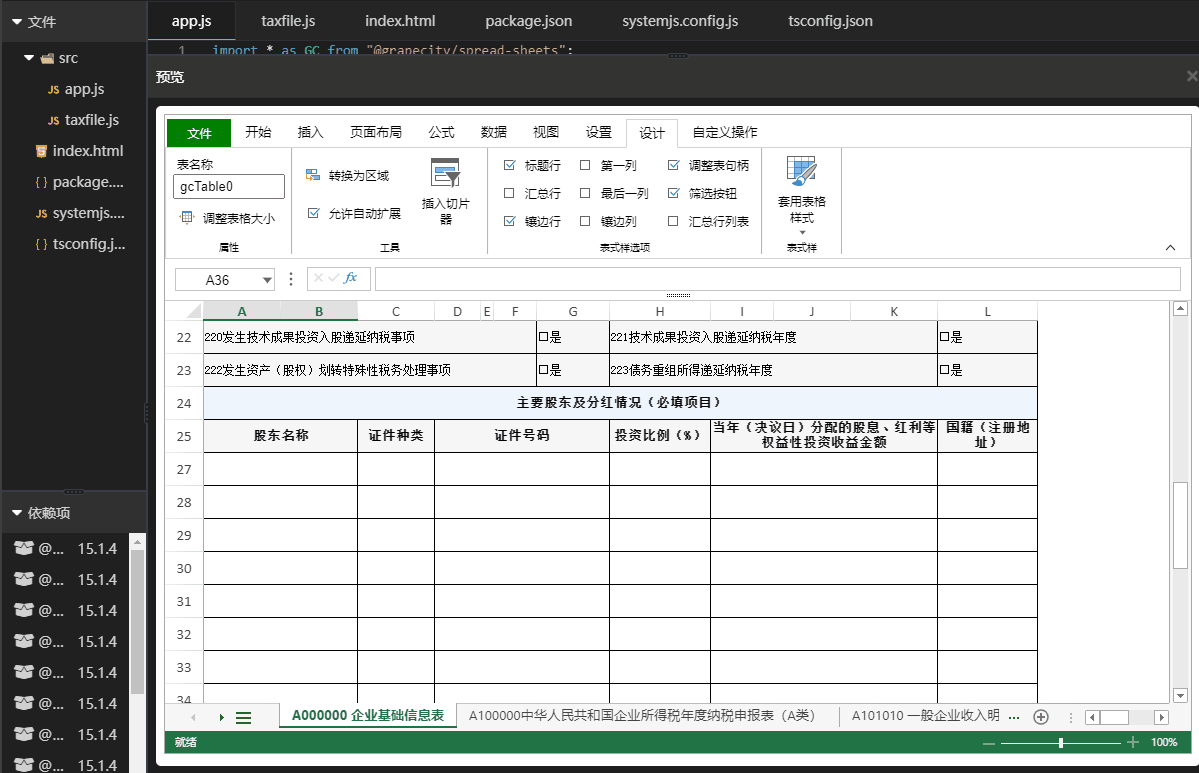 文件
app.js
taxfile.js
index.html
package.json
systemjs.config.js
tsconfig.json
1 import * as GC from "@grapecity/spread-sheets";
src
JS app.js
JS taxfile.js
index.html
{ } package....
JS systemjs....
{ } tsconfig.j...
依赖项
@... 15.1.4
@... 15.1.4
@... 15.1.4
@... 15.1.4
@... 15.1.4
@... 15.1.4
@... 15.1.4
@... 15.1.4
预览
文件 开始 插入 页面布局 公式 数据 视图 设置 设计 自定义操作
表名称
gcTable0
调整表格大小
属性
转换为区域
允许自动扩展
插入切片器
工具
标题行 第一列 调整表句柄
汇总行 最后一列 筛选按钮
镶边行 镶边列 汇总行列表
表式样选项
套用表格
样式
表式样
A36
fx
A B C D E F G H I J K L
22 220发生技术成果投资入股递延纳税事项 口是 221技术成果投资入股递延纳税年度 口是
23 222发生资产（股权）划转特殊性税务处理事项 口是 223债务重组所得递延纳税年度 口是
24 主要股东及分红情况（必填项目）
25 股东名称 证件种类 证件号码 投资比例（%） 当年（决议日）分配的股息、红利等权益性投资收益金额 国籍（注册地址）
27
28
29
30
31
32
33
34
A000000 企业基础信息表 A100000中华人民共和国企业所得税年度纳税申报表（A类） A101010 一般企业收入明 ...
就绪
100%